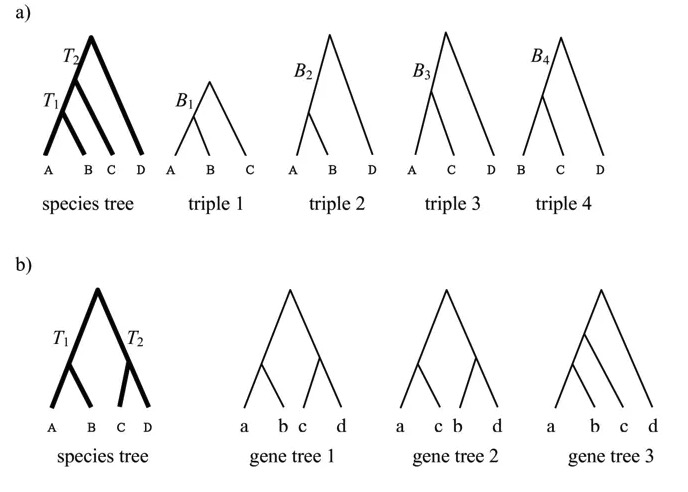 a)
T2
T1
A B C D
species tree
B1
A B C
triple 1
B2
A B D
triple 2
B3
A C D
triple 3
B4
B C D
triple 4
b)
T1 T2
A B C D
species tree
a b c d
gene tree 1
a c b d
gene tree 2
a b c d
gene tree 3